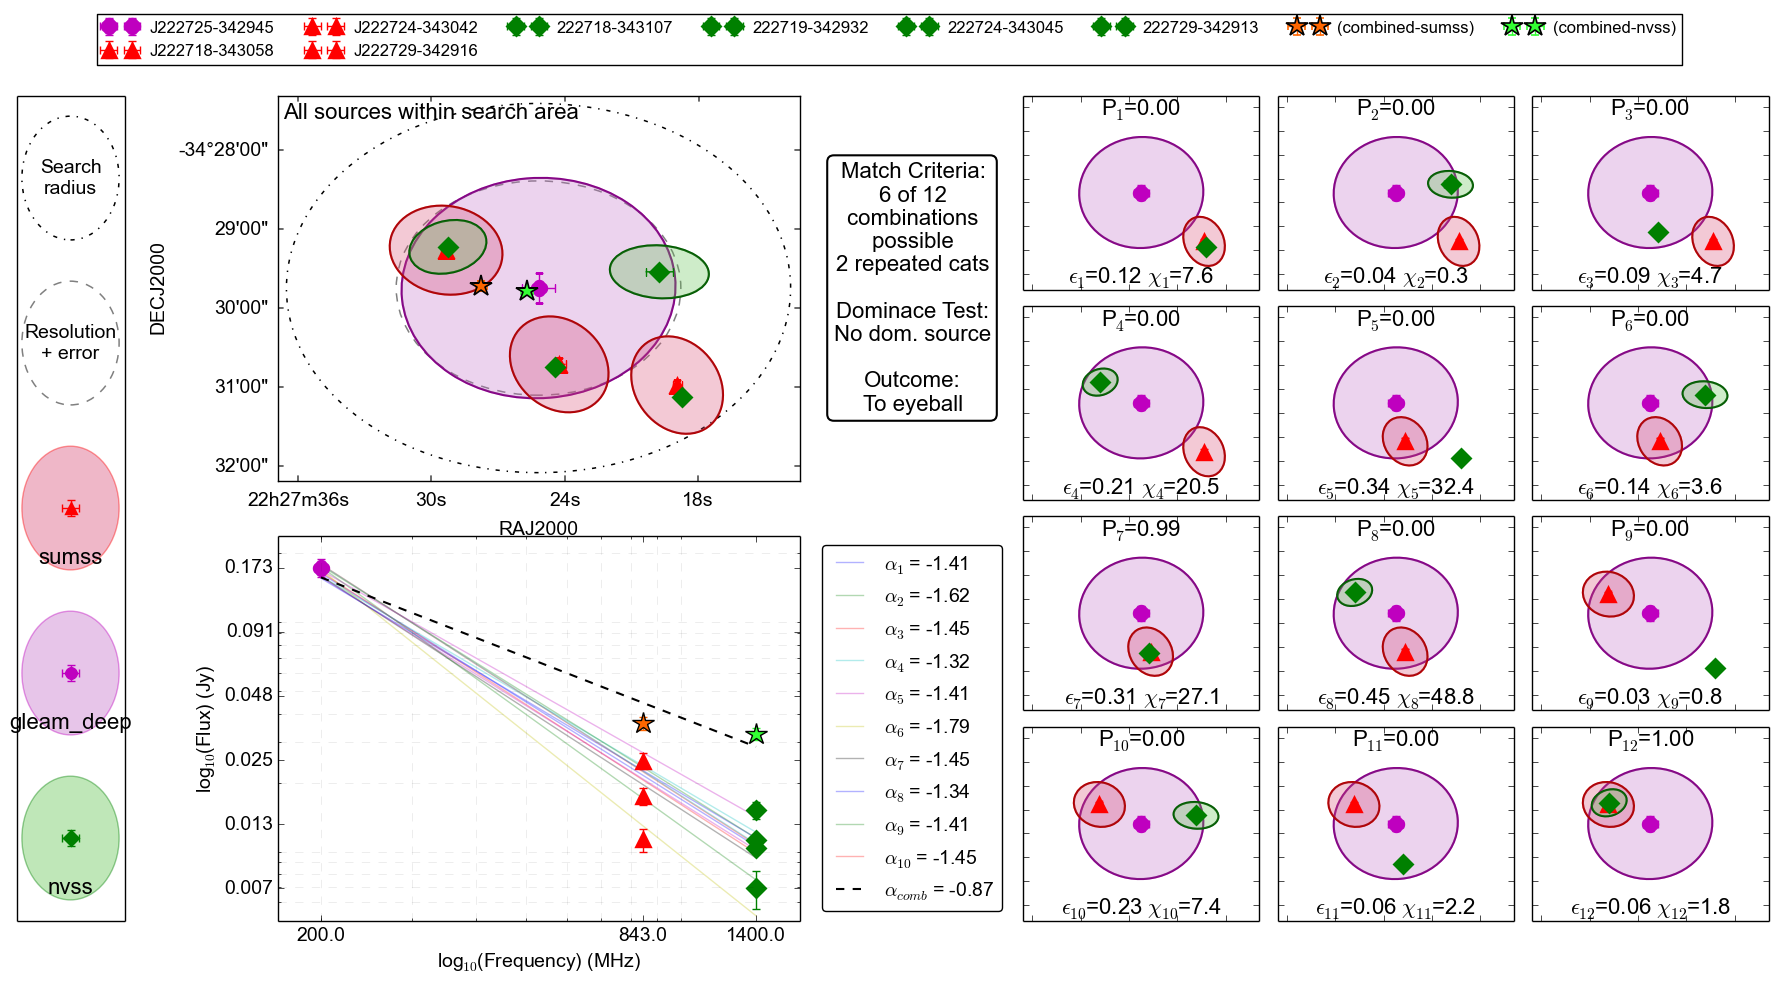 J222725-342945
J222724-343042
222718-343107
222719-342932
222724-343045
222729-342913
(combined-sumss)
(combined-nvss)
J222718-343058
J222729-342916
Search
radius
Resolution
+ error
sumss
gleam_deep
nvss
All sources within search area
DECJ2000
-34°28'00"
29'00"
30'00"
31'00"
32'00"
22h27m36s
30s
24s
18s
RAJ2000
Match Criteria:
6 of 12
combinations
possible
2 repeated cats
Dominace Test:
No dom. source
Outcome:
To eyeball
log₁₀(Flux) (Jy)
0.173
0.091
0.048
0.025
0.013
0.007
200.0
843.0
1400.0
log₁₀(Frequency) (MHz)
α₁ = -1.41
α₂ = -1.62
α₃ = -1.45
α₄ = -1.32
α₅ = -1.41
α₆ = -1.79
α₇ = -1.45
α₈ = -1.34
α₉ = -1.41
α₁₀ = -1.45
α_comb = -0.87
P₁=0.00
ϵ₁=0.12 χ₁=7.6
P₂=0.00
ϵ₂=0.04 χ₂=0.3
P₃=0.00
ϵ₃=0.09 χ₃=4.7
P₄=0.00
ϵ₄=0.21 χ₄=20.5
P₅=0.00
ϵ₅=0.34 χ₅=32.4
P₆=0.00
ϵ₆=0.14 χ₆=3.6
P₇=0.99
ϵ₇=0.31 χ₇=27.1
P₈=0.00
ϵ₈=0.45 χ₈=48.8
P₉=0.00
ϵ₉=0.03 χ₉=0.8
P₁₀=0.00
ϵ₁₀=0.23 χ₁₀=7.4
P₁₁=0.00
ϵ₁₁=0.06 χ₁₁=2.2
P₁₂=1.00
ϵ₁₂=0.06 χ₁₂=1.8